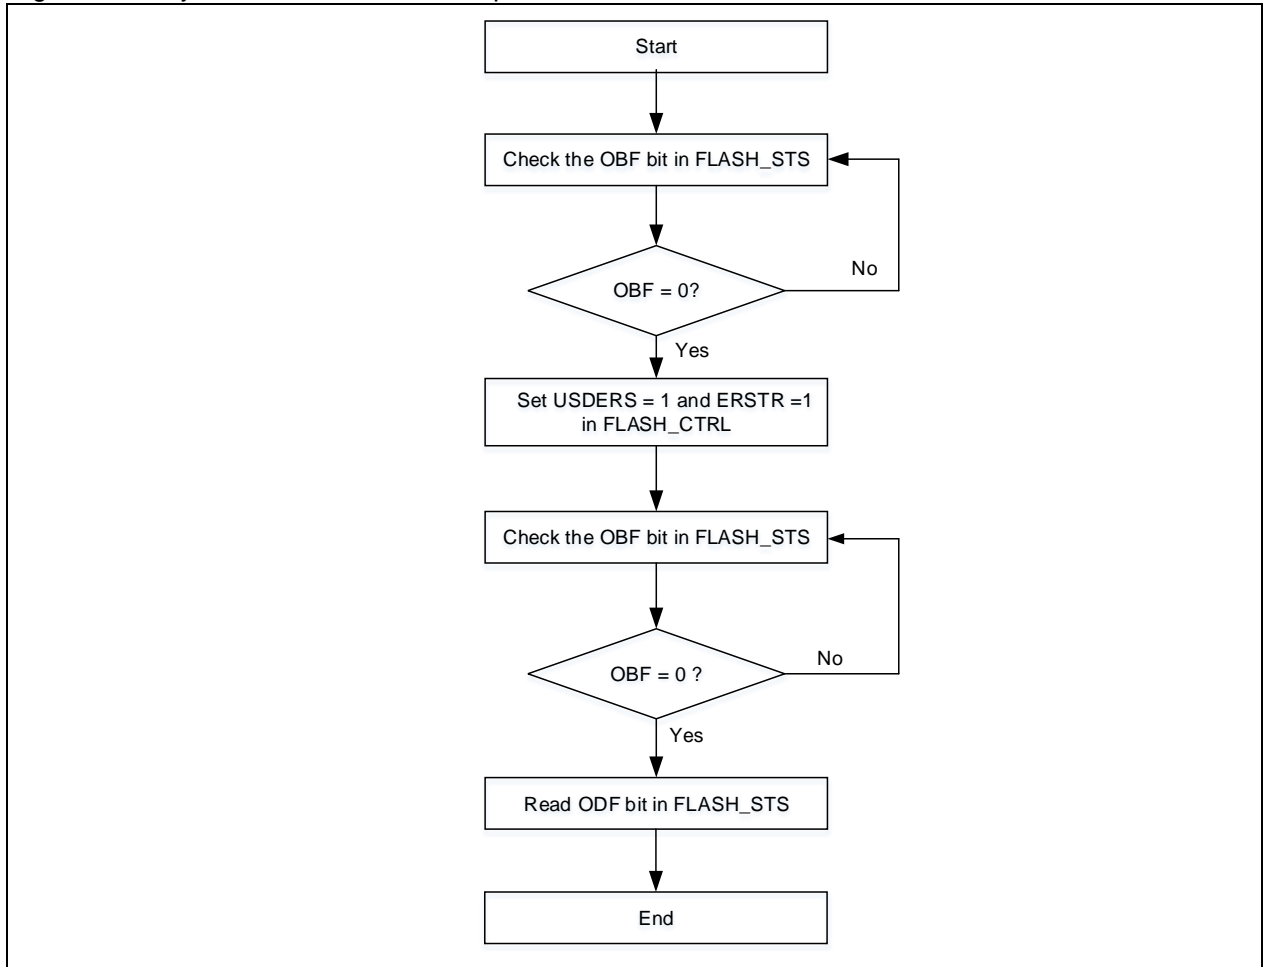 Start
Check the OBF bit in FLASH_STS
OBF = 0?
No
Yes
Set USDERS = 1 and ERSTR =1
in FLASH_CTRL
Check the OBF bit in FLASH_STS
OBF = 0 ?
No
Yes
Read ODF bit in FLASH_STS
End